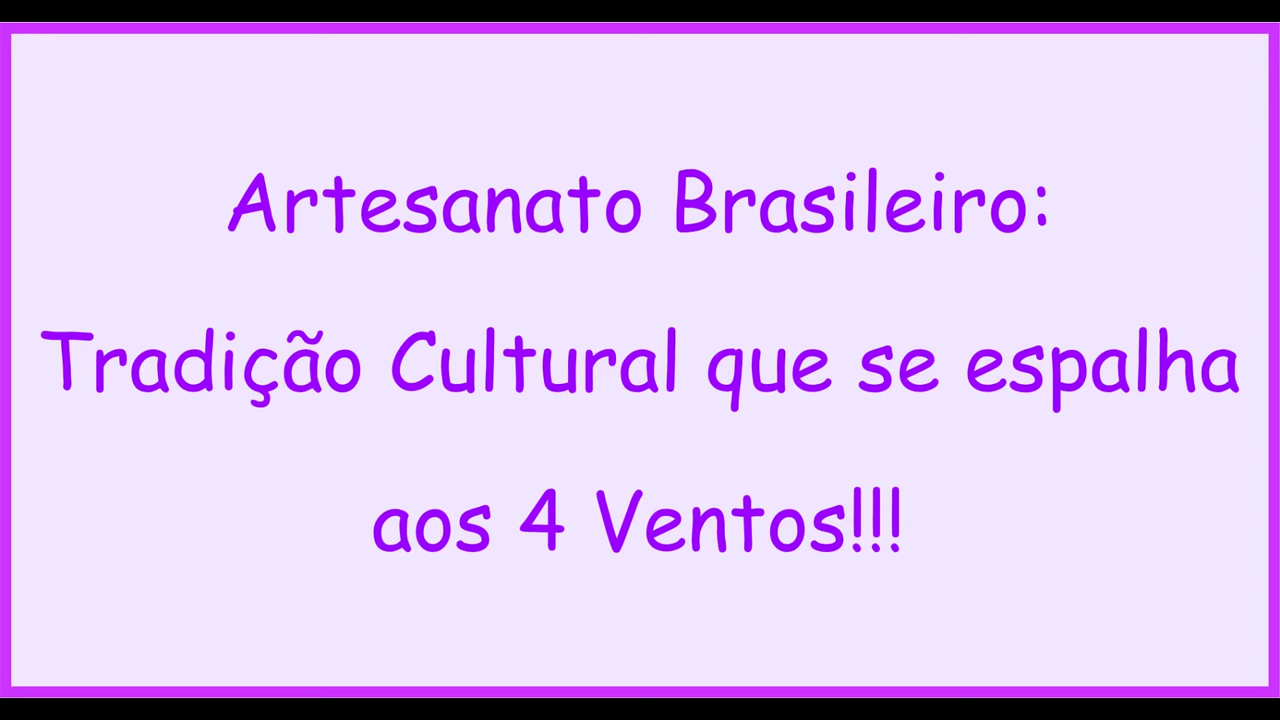 Artesanato Brasileiro:
Tradição Cultural que se espalha
aos 4 Ventos!!!